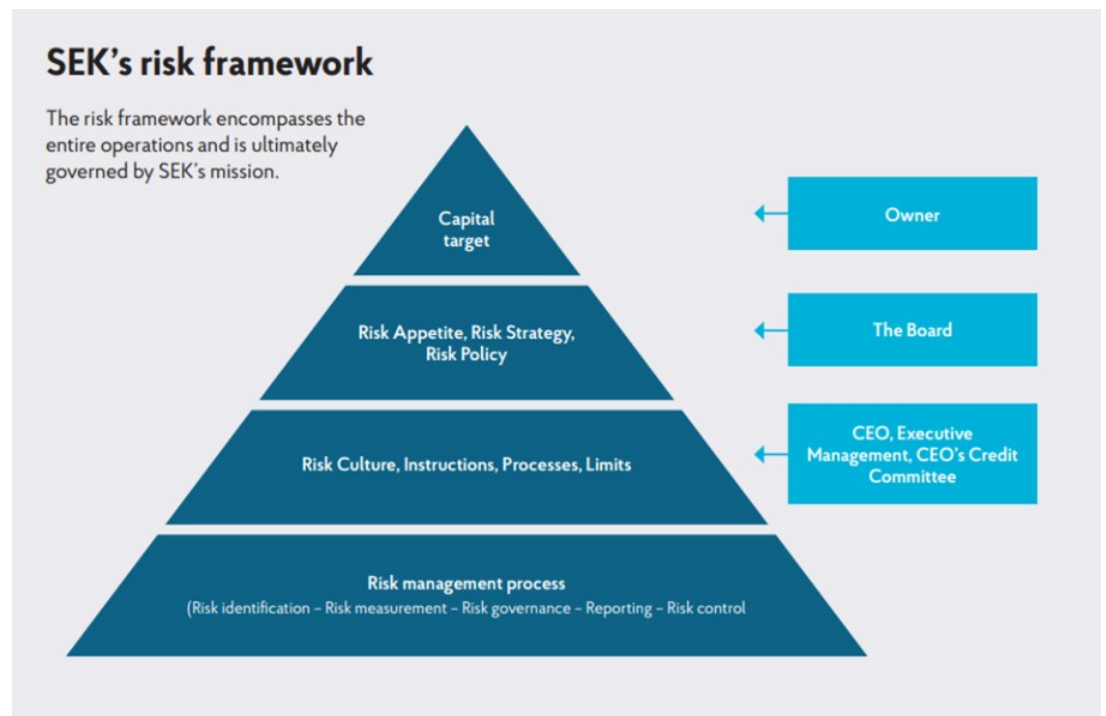 SEK’s risk framework
The risk framework encompasses the
entire operations and is ultimately
governed by SEK’s mission.
Capital
target
Owner
Risk Appetite, Risk Strategy,
Risk Policy
The Board
Risk Culture, Instructions, Processes, Limits
CEO, Executive
Management, CEO’s Credit
Committee
Risk management process
(Risk identification – Risk measurement – Risk governance – Reporting – Risk control